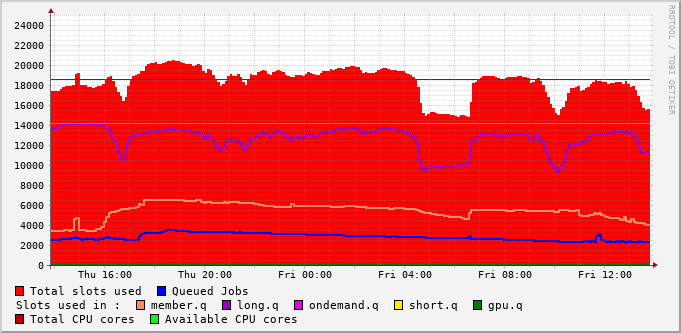 RRDTOOL / TOBI OETIKER
24000
22000
20000
18000
16000
14000
12000
10000
8000
6000
4000
2000
0
Thu 16:00 Thu 20:00 Fri 00:00 Fri 04:00 Fri 08:00 Fri 12:00
Total slots used Queued Jobs
Slots used in : member.q long.q ondemand.q short.q gpu.q
Total CPU cores Available CPU cores